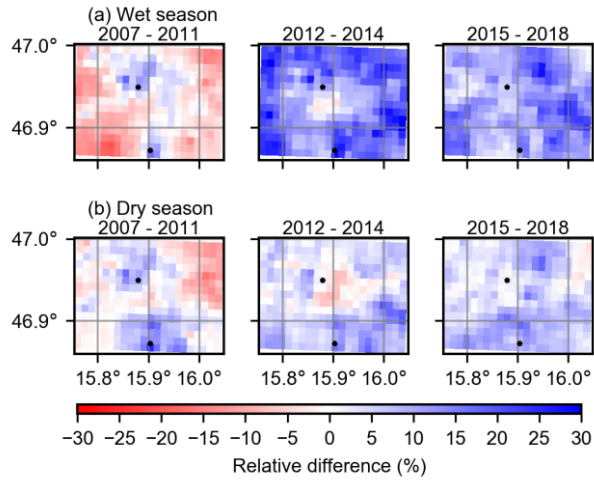 (a) Wet season
2007 - 2011 2012 - 2014 2015 - 2018
47.0°
46.9°
(b) Dry season
2007 - 2011 2012 - 2014 2015 - 2018
47.0°
46.9°
15.8° 15.9° 16.0° 15.8° 15.9° 16.0° 15.8° 15.9° 16.0°
−30 −25 −20 −15 −10 −5 0 5 10 15 20 25 30
Relative difference (%)